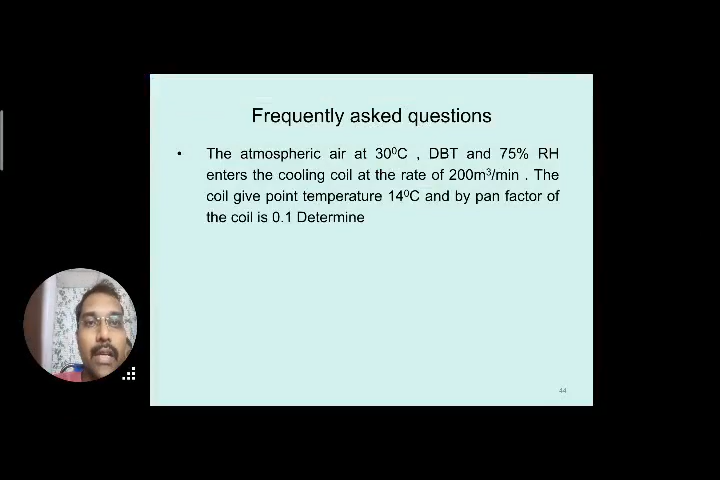 Frequently asked questions
• The atmospheric air at 30⁰C , DBT and 75% RH
enters the cooling coil at the rate of 200m³/min . The
coil give point temperature 14⁰C and by pan factor of
the coil is 0.1 Determine
44